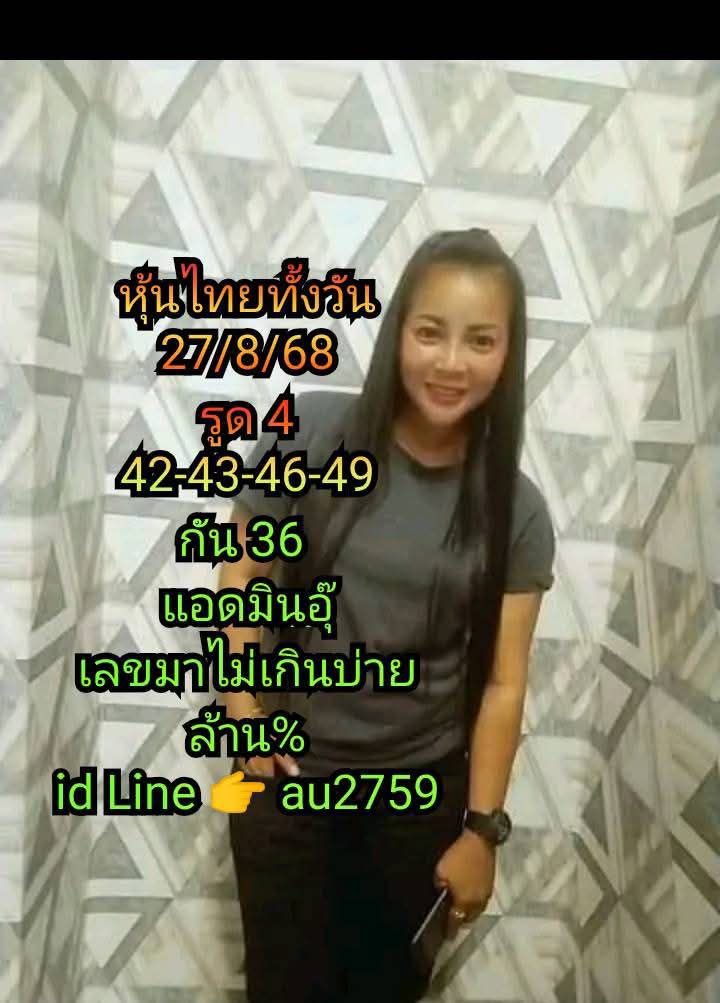 หุ้นไทยทั้งวัน
27/8/68
รูด 4
42-43-46-49
กัน 36
แอดมินอุ๊
เลขมาไม่เกินบ่าย
ล้าน%
id Line 👉 au2759